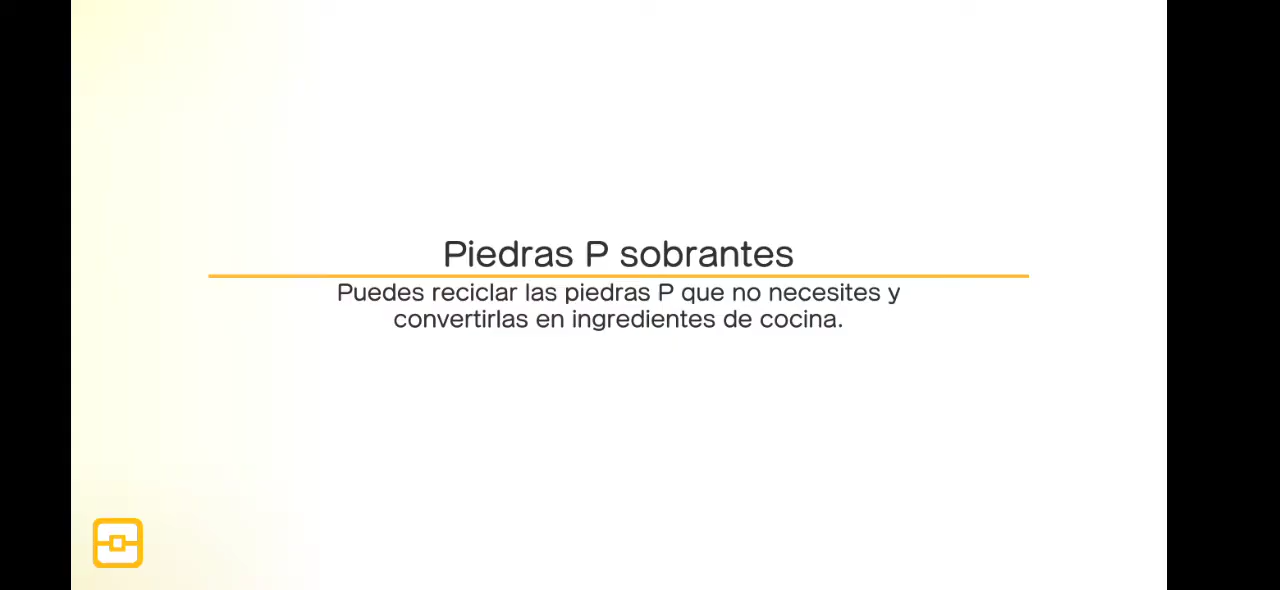 Piedras P sobrantes
Puedes reciclar las piedras P que no necesites y
convertirlas en ingredientes de cocina.